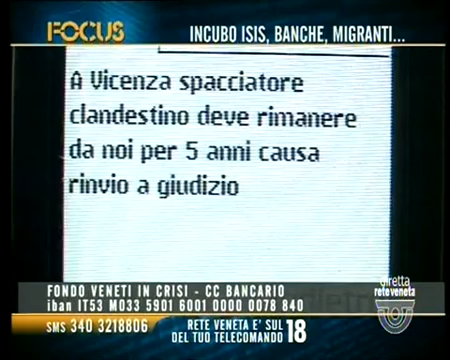 FOCUS
INCUBO ISIS, BANCHE, MIGRANTI...
A Vicenza spacciatore
clandestino deve rimanere
da noi per 5 anni causa
rinvio a giudizio
FONDO VENETI IN CRISI - CC BANCARIO
iban IT53 M033 5901 6001 0000 0078 840
diretta
reteveneta
SMS 340 3218806
RETE VENETA E' SUL
DEL TUO TELECOMANDO 18